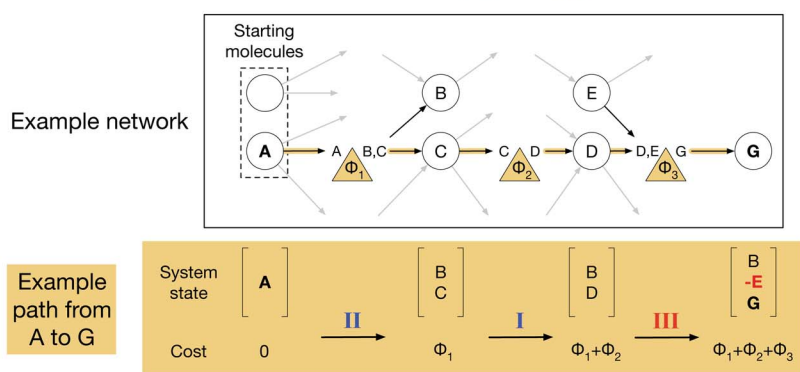 Starting
molecules
Example network
B
E
A
A B,C
Φ1
C
C D
Φ2
D
D,E G
Φ3
G
Example
path from
A to G
System
state
A
B
C
B
D
B
-E
G
II
I
III
Cost
0
Φ1
Φ1+Φ2
Φ1+Φ2+Φ3